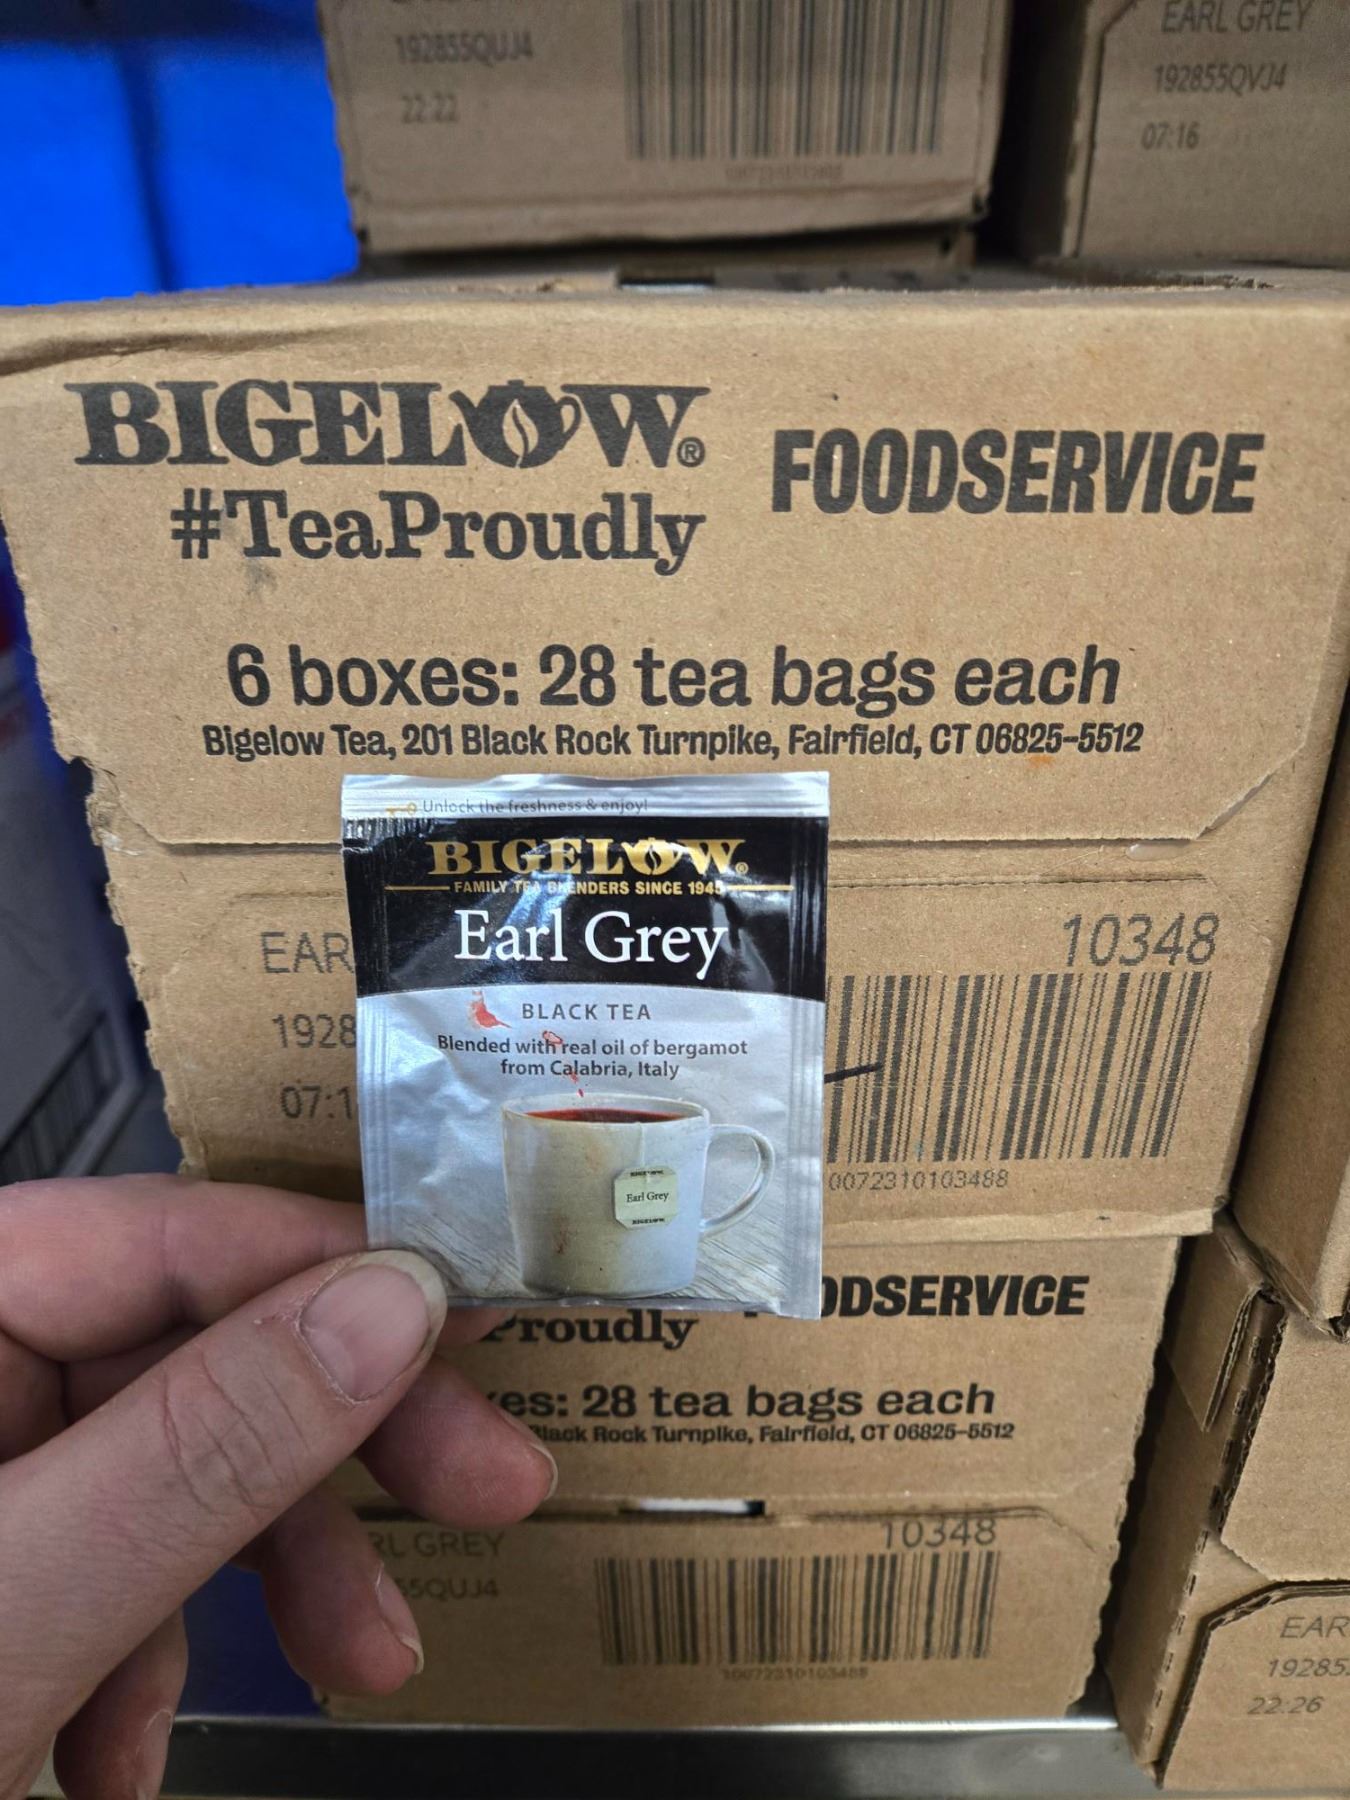 192855QUJ4
22:22
EARL GREY
192855QVJ4
07:16
BIGELOW®
#TeaProudly
FOODSERVICE
6 boxes: 28 tea bags each
Bigelow Tea, 201 Black Rock Turnpike, Fairfield, CT 06825-5512
Unlock the freshness & enjoy!
BIGELOW®
FAMILY TEA BLENDERS SINCE 1945
Earl Grey
BLACK TEA
Blended with real oil of bergamot
from Calabria, Italy
Earl Grey
BIGELOW
EAR
1928
07:1
10348
0072310103488
Proudly
ODSERVICE
es: 28 tea bags each
Black Rock Turnpike, Fairfield, CT 06825-5512
RL GREY
55QUJ4
10348
10072310103488
EAR
19285
22:26